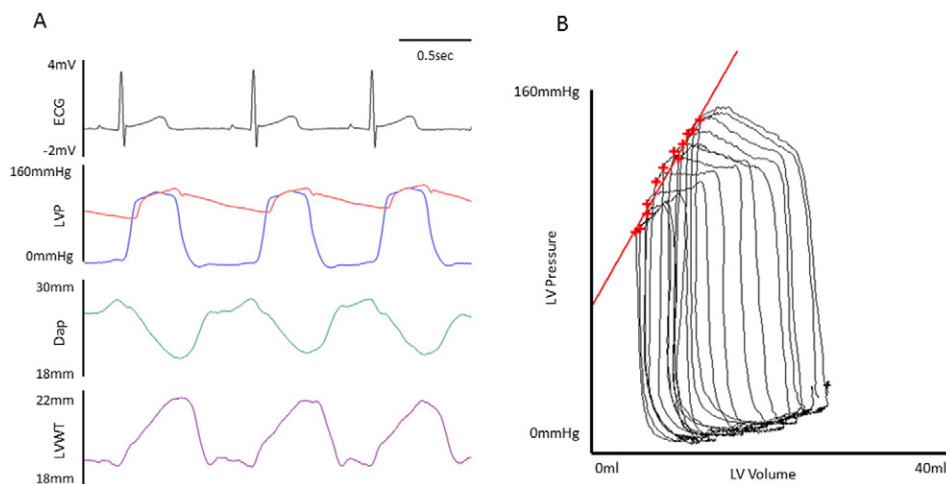 A
0.5sec
4mV
ECG
-2mV
160mmHg
LVP
0mmHg
30mm
Dap
18mm
22mm
LVWT
18mm
B
160mmHg
LV Pressure
0mmHg
0ml
LV Volume
40ml